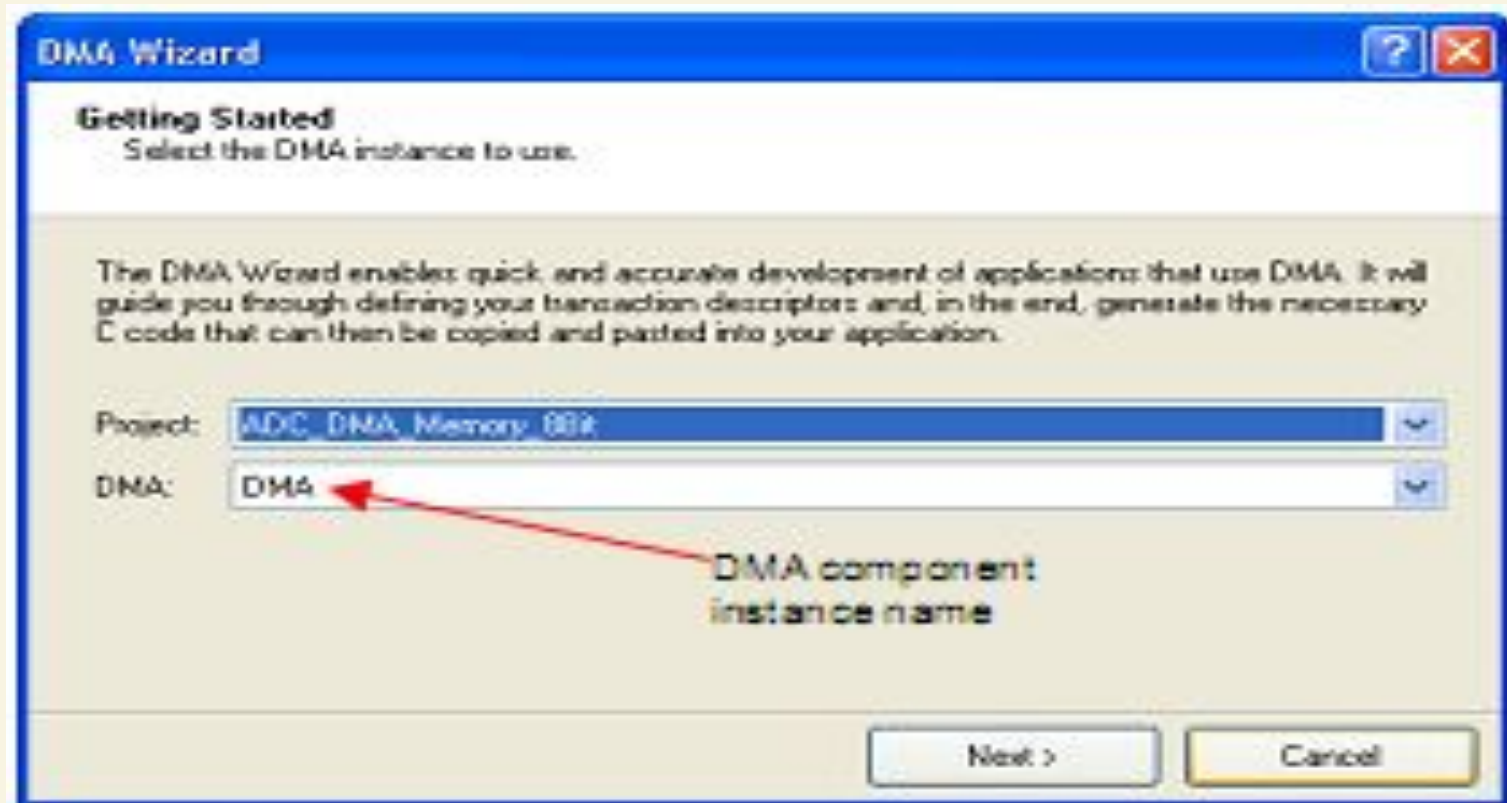 DMA Wizard
Getting Started
Select the DMA instance to use.
The DMA Wizard enables quick and accurate development of applications that use DMA. It will
guide you through defining your transaction descriptors and, in the end, generate the necessary
C code that can then be copied and pasted into your application.
Project: ADC_DMA_Memory_8Bit
DMA: DMA
DMA component
instance name
Next >
Cancel